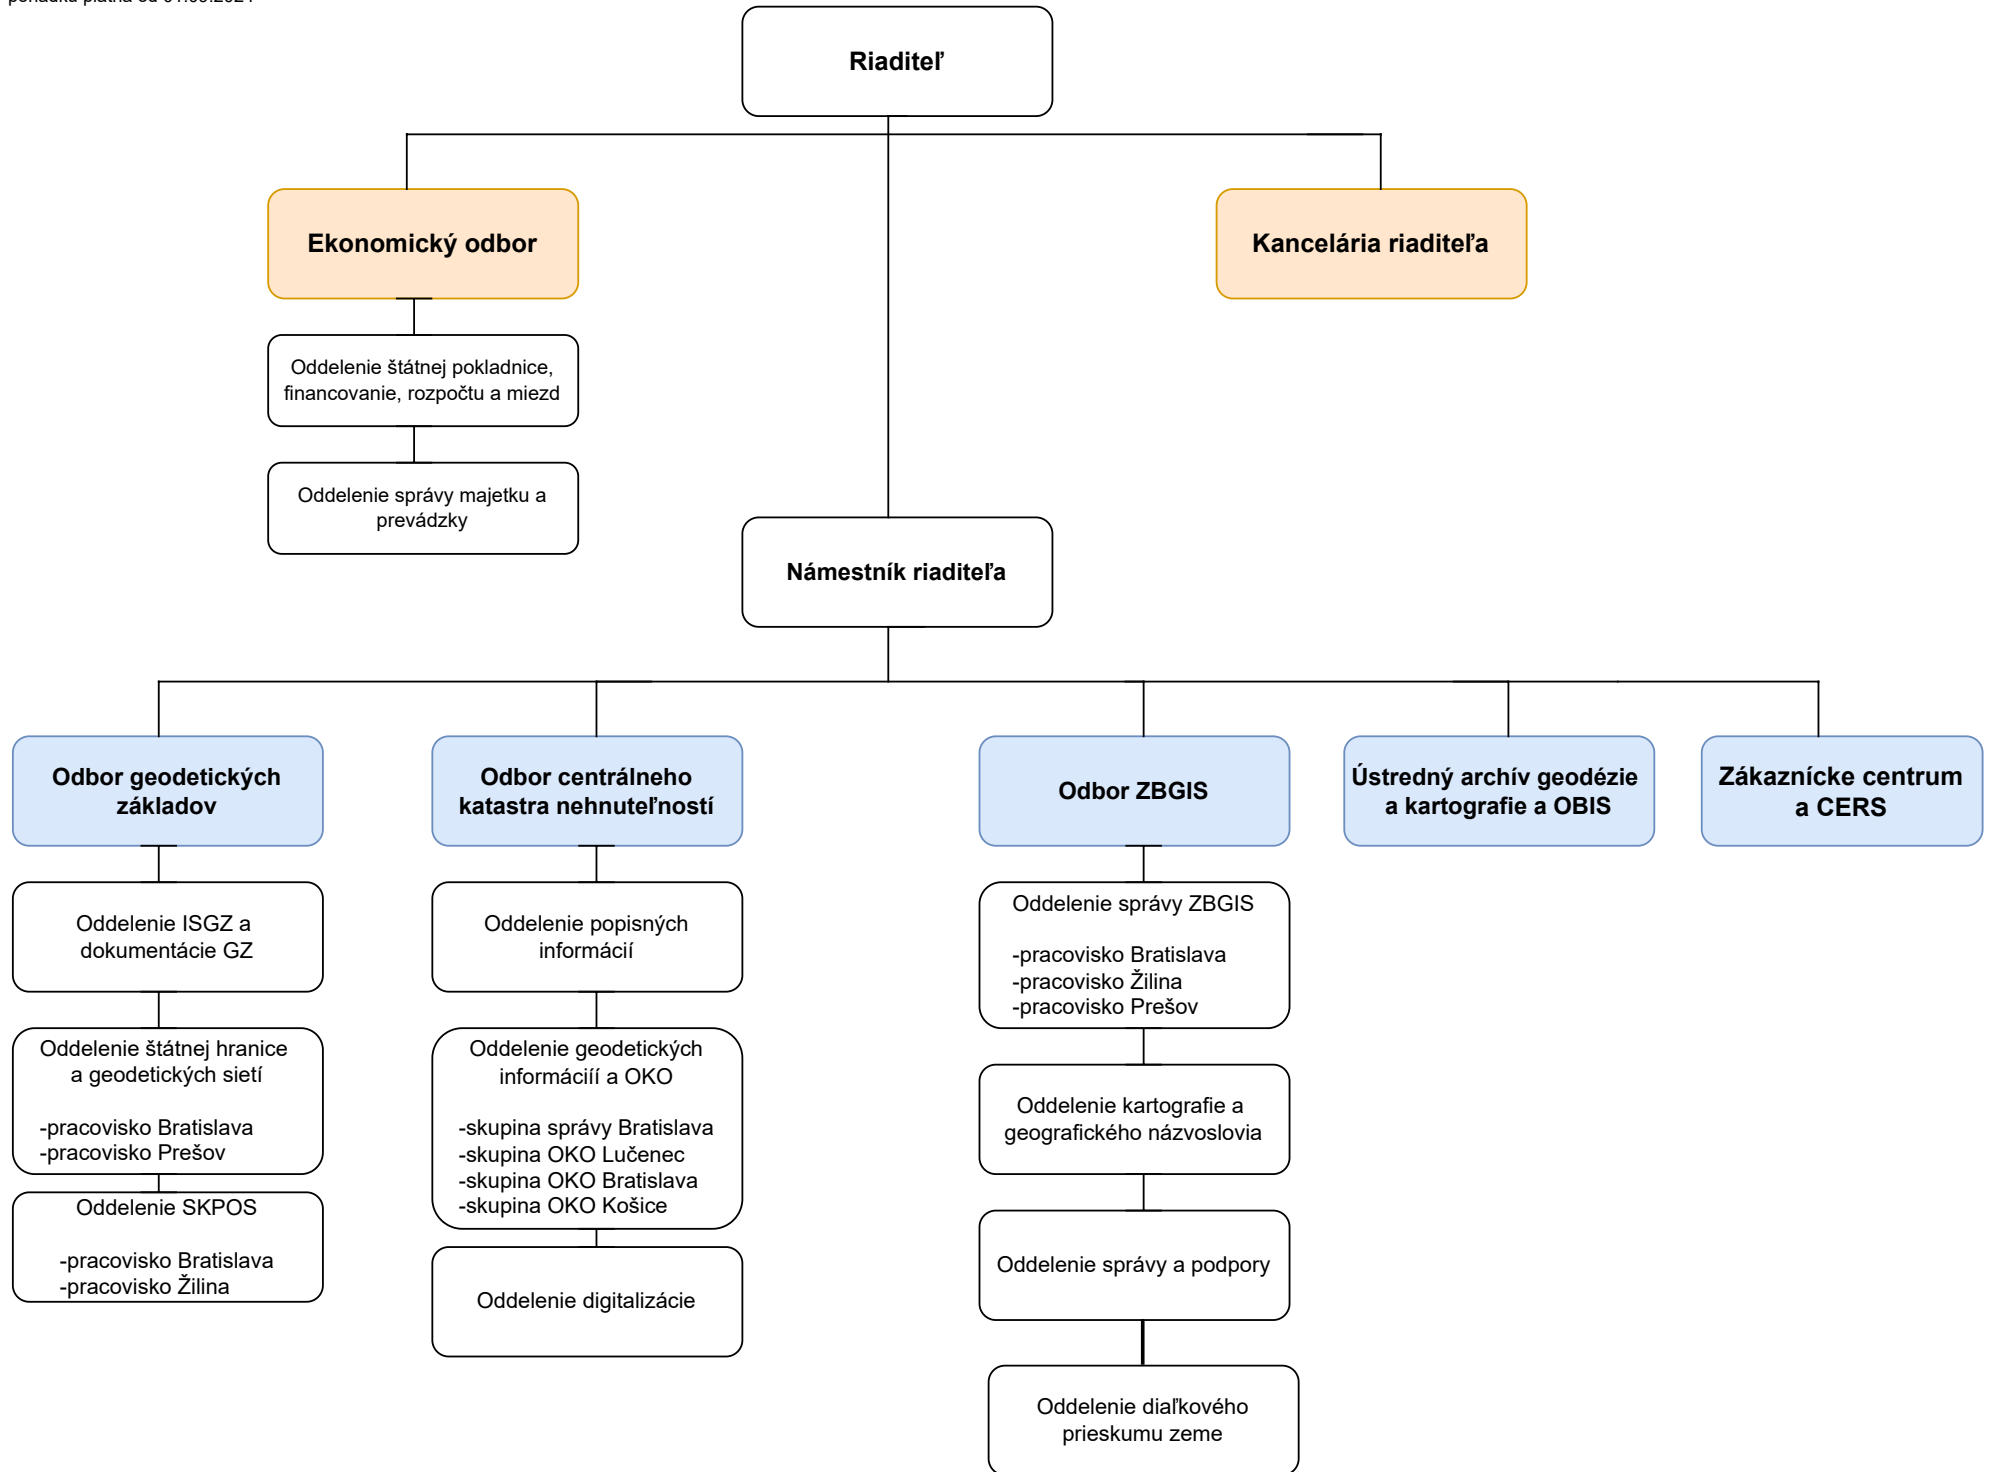 Riaditeľ
Ekonomický odbor
Kancelária riaditeľa
Oddelenie štátnej pokladnice,
financovanie, rozpočtu a miezd
Oddelenie správy majetku a
prevádzky
Námestník riaditeľa
Odbor geodetických
základov
Oddelenie ISGZ a
dokumentácie GZ
Oddelenie štátnej hranice
a geodetických sietí
-pracovisko Bratislava
-pracovisko Prešov
Oddelenie SKPOS
-pracovisko Bratislava
-pracovisko Žilina
Odbor centrálneho
katastra nehnuteľností
Oddelenie popisných
informácií
Oddelenie geodetických
informáciíí a OKO
-skupina správy Bratislava
-skupina OKO Lučenec
-skupina OKO Bratislava
-skupina OKO Košice
Oddelenie digitalizácie
Odbor ZBGIS
Oddelenie správy ZBGIS
-pracovisko Bratislava
-pracovisko Žilina
-pracovisko Prešov
Oddelenie kartografie a
geografického názvoslovia
Oddelenie správy a podpory
Oddelenie diaľkového
prieskumu zeme
Ústredný archív geodézie
a kartografie a OBIS
Zákaznícke centrum
a CERS